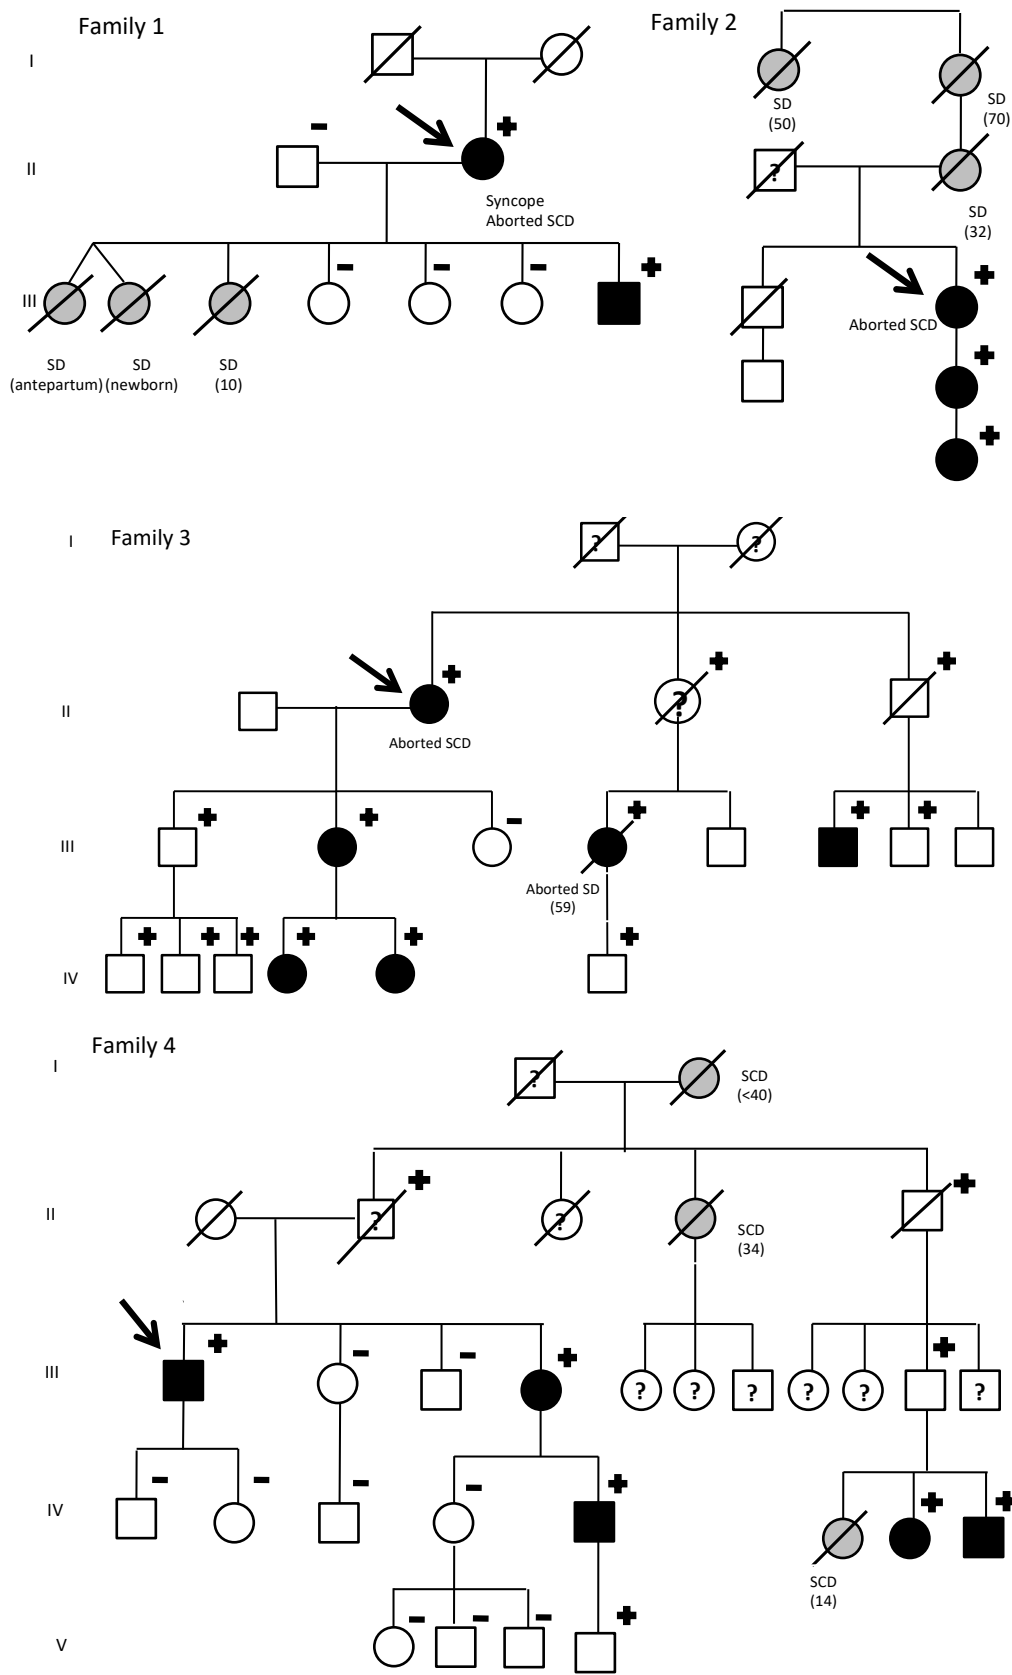 Family 1
Family 2
I
SD
(50)
SD
(70)
− +
II
?
Syncope
Aborted SCD
SD
(32)
− − − +
+
III
Aborted SCD
SD
(antepartum)
SD
(newborn)
SD
(10)
+
+
I
Family 3
? ?
+ + +
II
?
Aborted SCD
+ + − + + +
III
Aborted SD
(59)
+ + + + + +
IV
Family 4
I
?
SCD
(<40)
+ +
II
? ?
SCD
(34)
+ − − + +
III
? ? ? ? ? ?
− − − − + + +
IV
SCD
(14)
− − − +
V